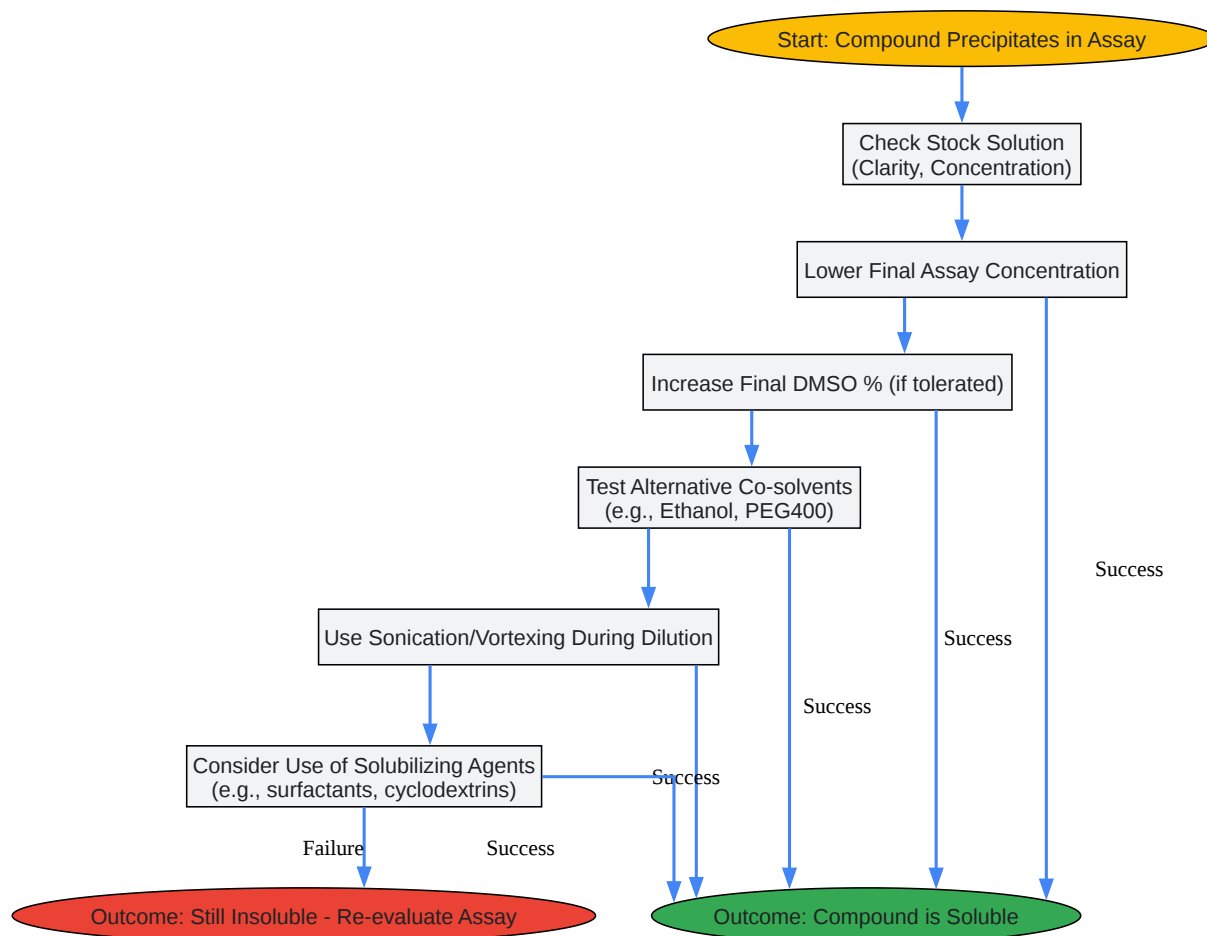 Start: Compound Precipitates in Assay
Check Stock Solution
(Clarity, Concentration)
Lower Final Assay Concentration
Increase Final DMSO % (if tolerated)
Test Alternative Co-solvents
(e.g., Ethanol, PEG400)
Success
Use Sonication/Vortexing During Dilution
Success
Success
Consider Use of Solubilizing Agents
(e.g., surfactants, cyclodextrins)
Success
Failure
Success
Outcome: Still Insoluble - Re-evaluate Assay
Outcome: Compound is Soluble